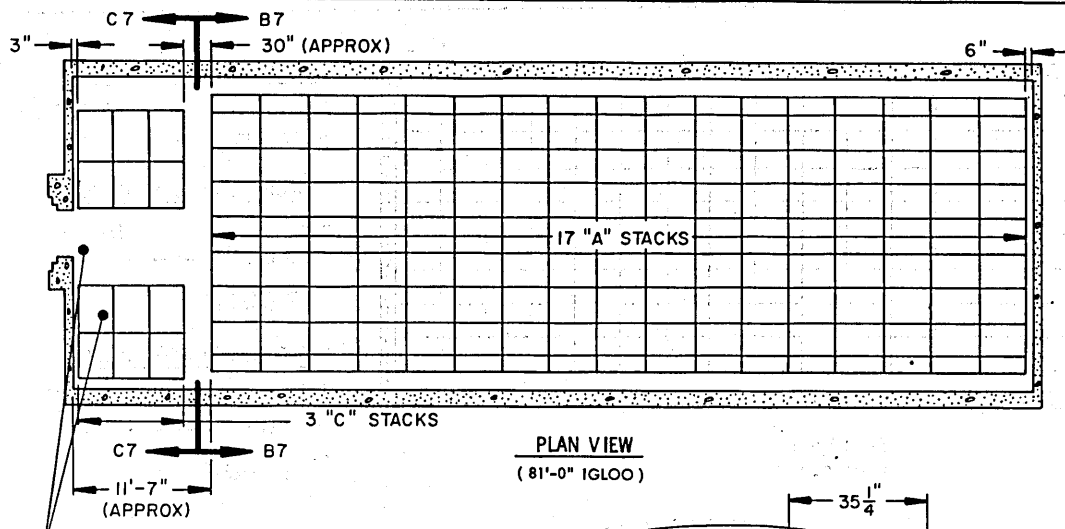 C7 B7
3" 30" (APPROX) 6"
17 "A" STACKS
3 "C" STACKS
C7 B7
PLAN VIEW
(81'-0" IGLOO)
11'-7"
(APPROX)
35 1/4"